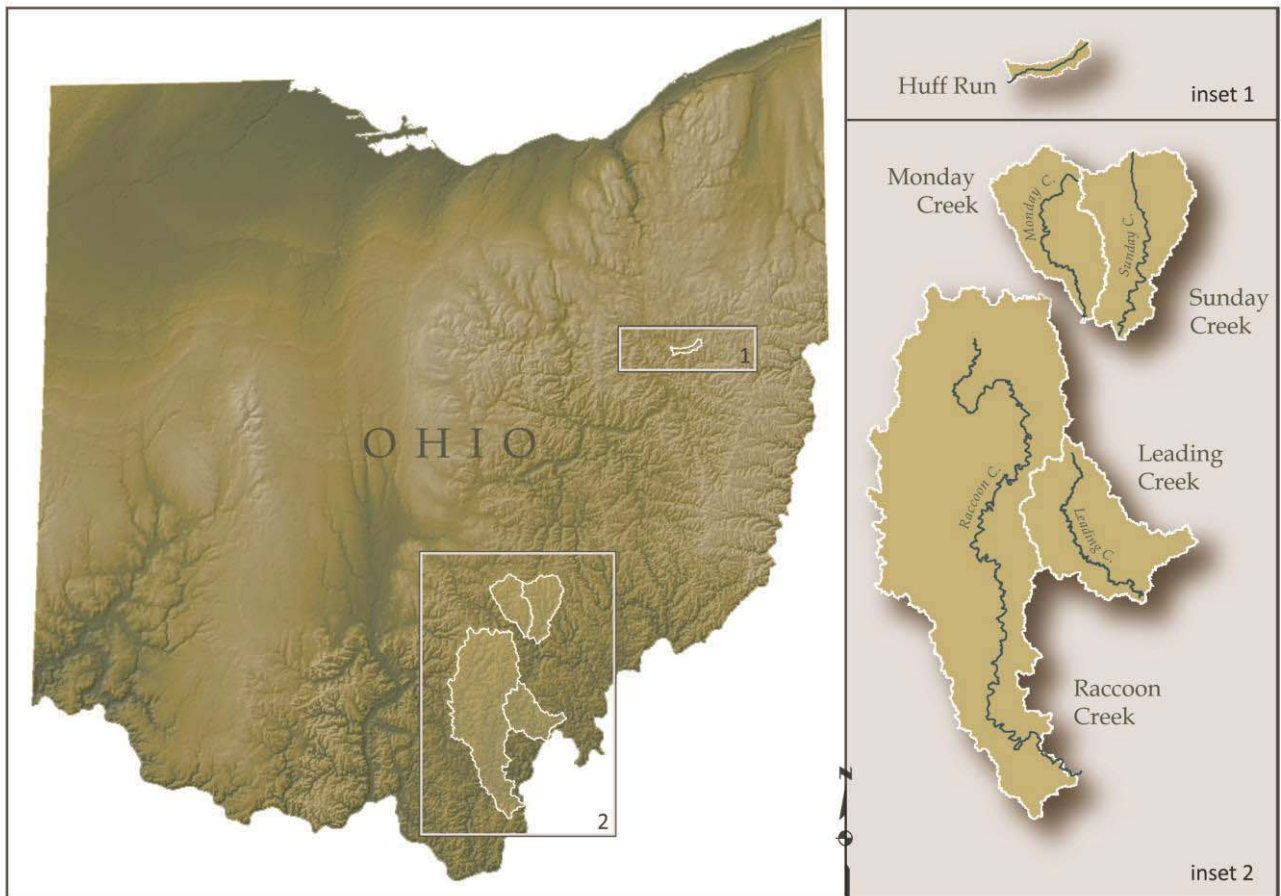 OHIO
1
2
Huff Run
inset 1
Monday
Creek
Monday C.
Sunday C.
Sunday
Creek
Raccoon C.
Leading
Creek
Leading C.
Raccoon
Creek
N
inset 2